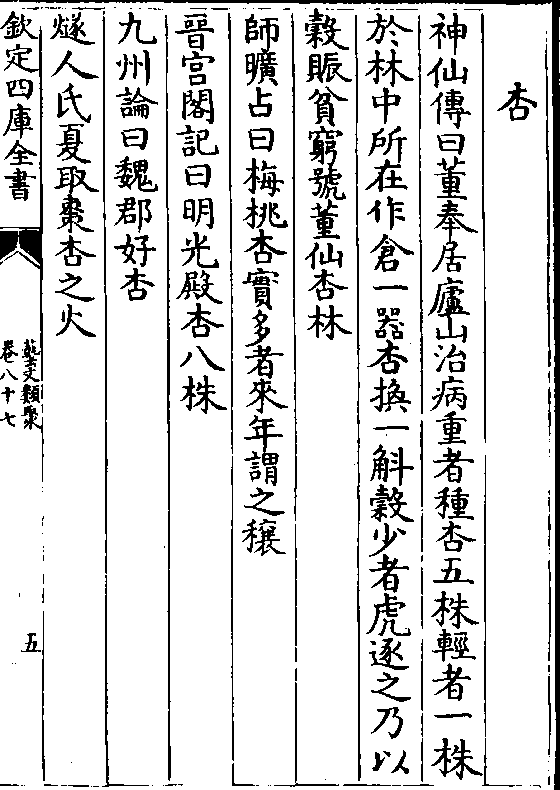 杏
神仙傳曰董奉居廬山治病重者種杏五株輕者一株
於林中所在作倉一器杏換一斛穀少者虎逐之乃以
穀賑貧窮號董仙杏林
師曠占曰梅桃杏實多者來年謂之穰
晉宫閣記曰明光殿杏八株
九州論曰魏郡好杏
燧人氏夏取棗杏之火
欽定四庫全書
藝文類聚
卷八十七
五